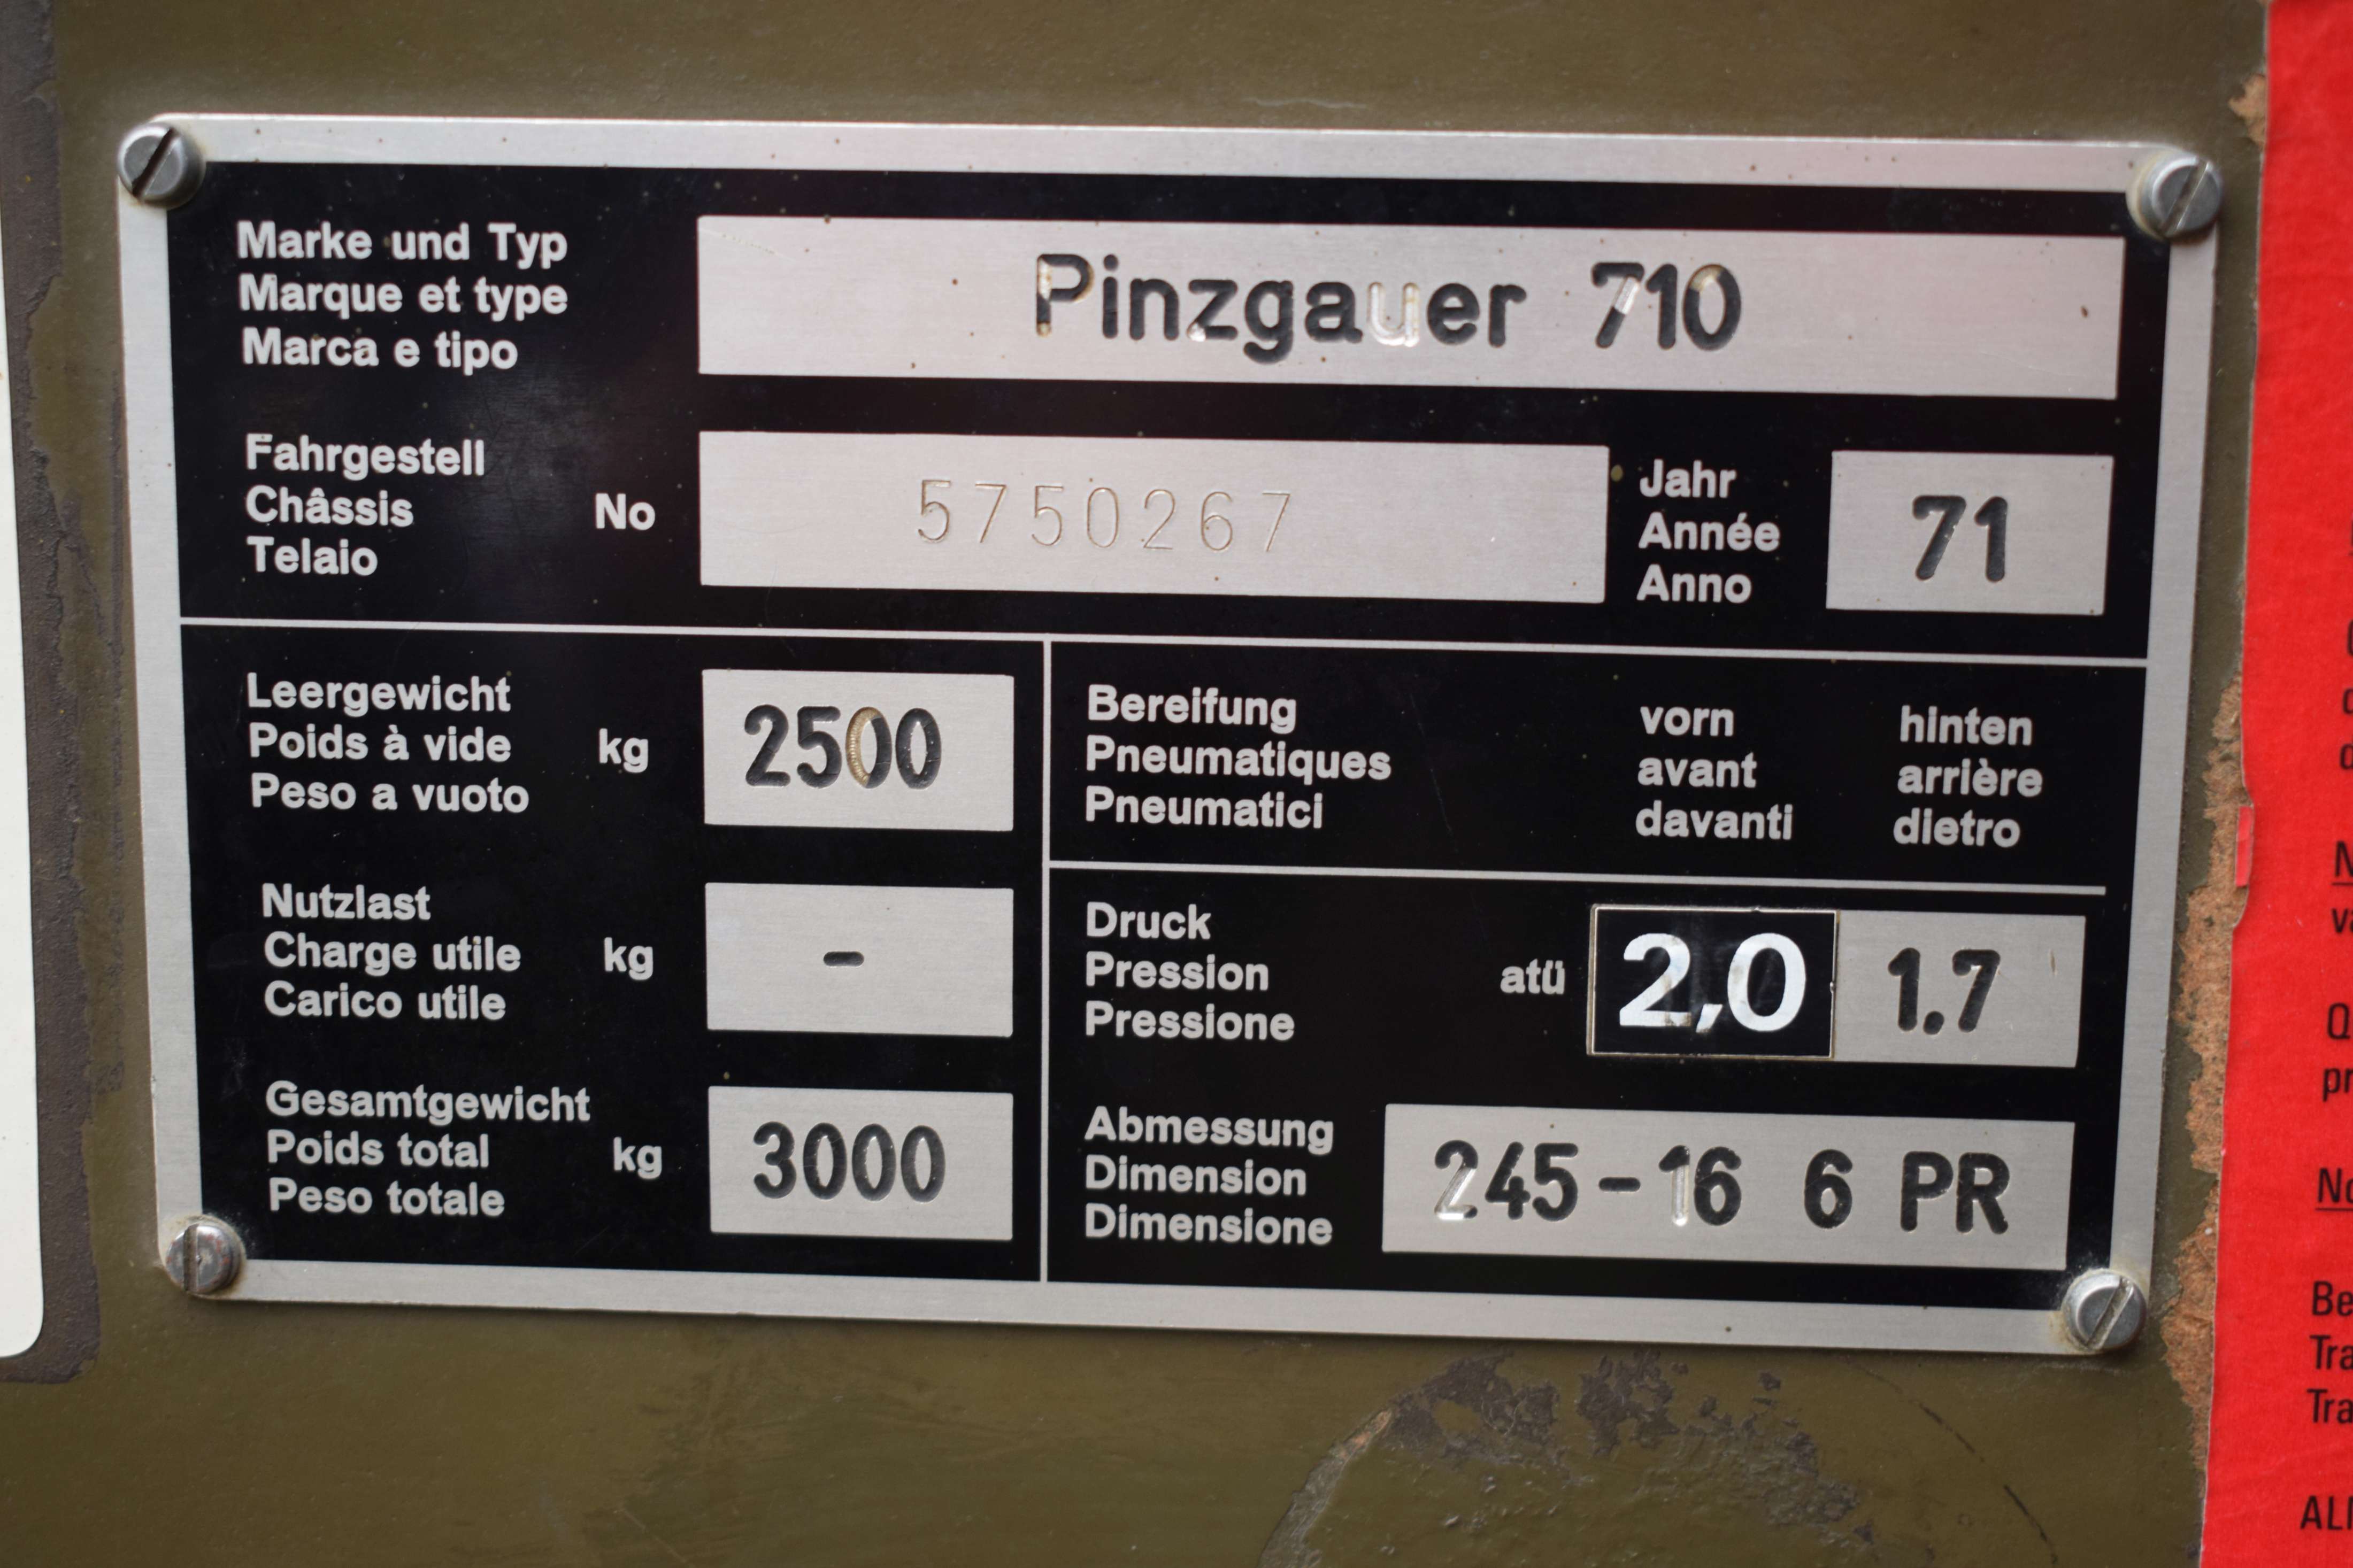 Marke und Typ
Marque et type
Marca e tipo
Pinzgauer 710
Fahrgestell
Châssis No
Telaio
5750267
Jahr
Année
Anno
71
Leergewicht
Poids à vide kg
Peso a vuoto
2500
Nutzlast
Charge utile kg
Carico utile
-
Gesamtgewicht
Poids total kg
Peso totale
3000
Bereifung
Pneumatiques
Pneumatici
vorn
avant
davanti
hinten
arrière
dietro
Druck
Pression atü
Pressione
2,0 1.7
Abmessung
Dimension
Dimensione
245-16 6 PR